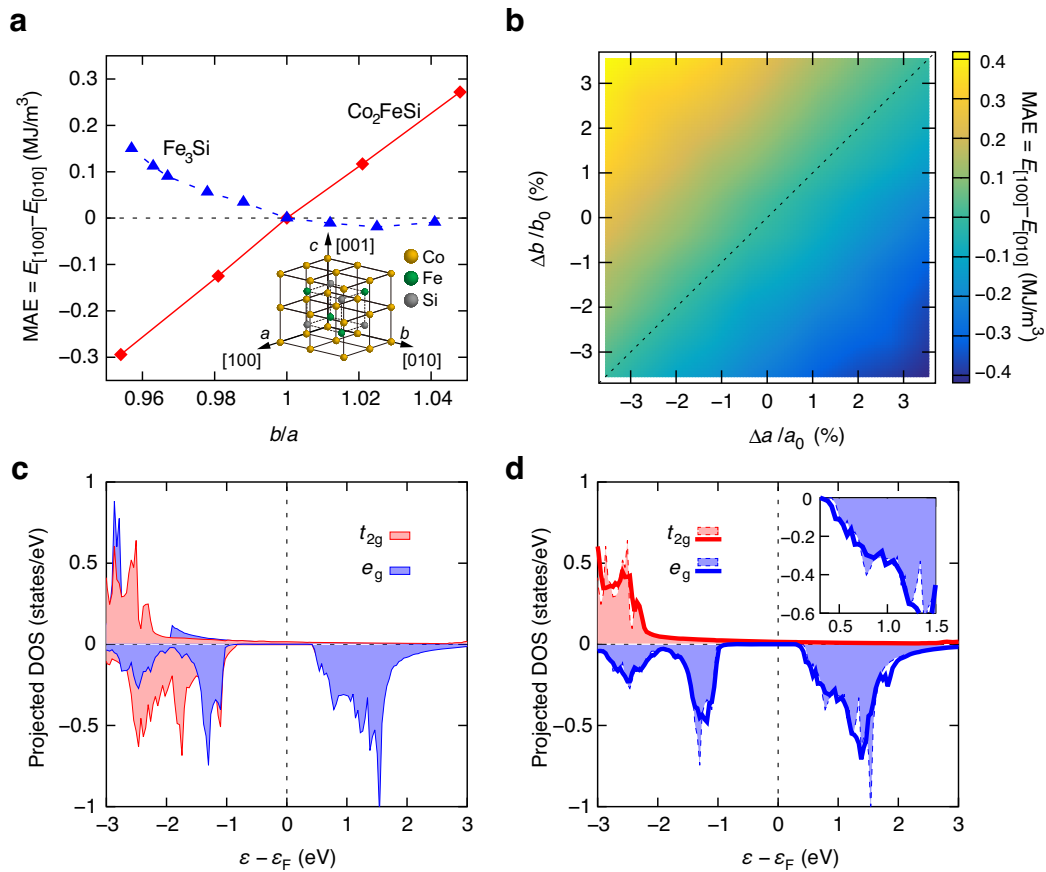 a
MAE = E[100]−E[010] (MJ/m3)
0.3
0.2
0.1
0
−0.1
−0.2
−0.3
0.96
0.98
1
1.02
1.04
b/a
Fe3Si
Co2FeSi
c
[001]
Co
Fe
Si
a
b
[100]
[010]
b
Δb/b0 (%)
3
2
1
0
−1
−2
−3
−3
−2
−1
0
1
2
3
Δa/a0 (%)
0.4
0.3
0.2
0.1
0
−0.1
−0.2
−0.3
−0.4
MAE = E[100]−E[010] (MJ/m3)
c
Projected DOS (states/eV)
1
0.5
0
−0.5
−1
−3
−2
−1
0
1
2
3
ε − εF (eV)
t2g
eg
d
Projected DOS (states/eV)
1
0.5
0
−0.5
−1
−3
−2
−1
0
1
2
3
ε − εF (eV)
t2g
eg
0
−0.2
−0.4
−0.6
0.5
1.0
1.5